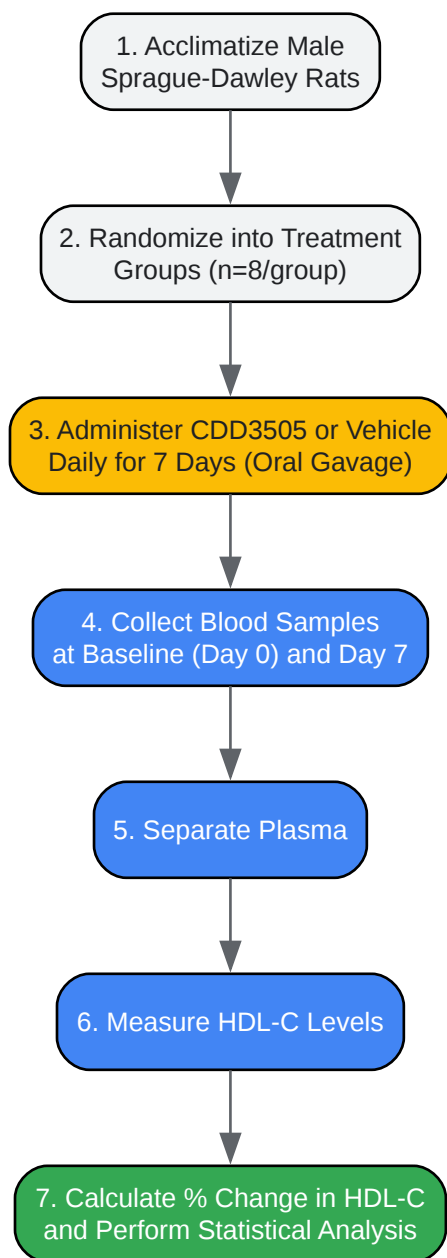 1. Acclimatize Male
Sprague-Dawley Rats
2. Randomize into Treatment
Groups (n=8/group)
3. Administer CDD3505 or Vehicle
Daily for 7 Days (Oral Gavage)
4. Collect Blood Samples
at Baseline (Day 0) and Day 7
5. Separate Plasma
6. Measure HDL-C Levels
7. Calculate % Change in HDL-C
and Perform Statistical Analysis